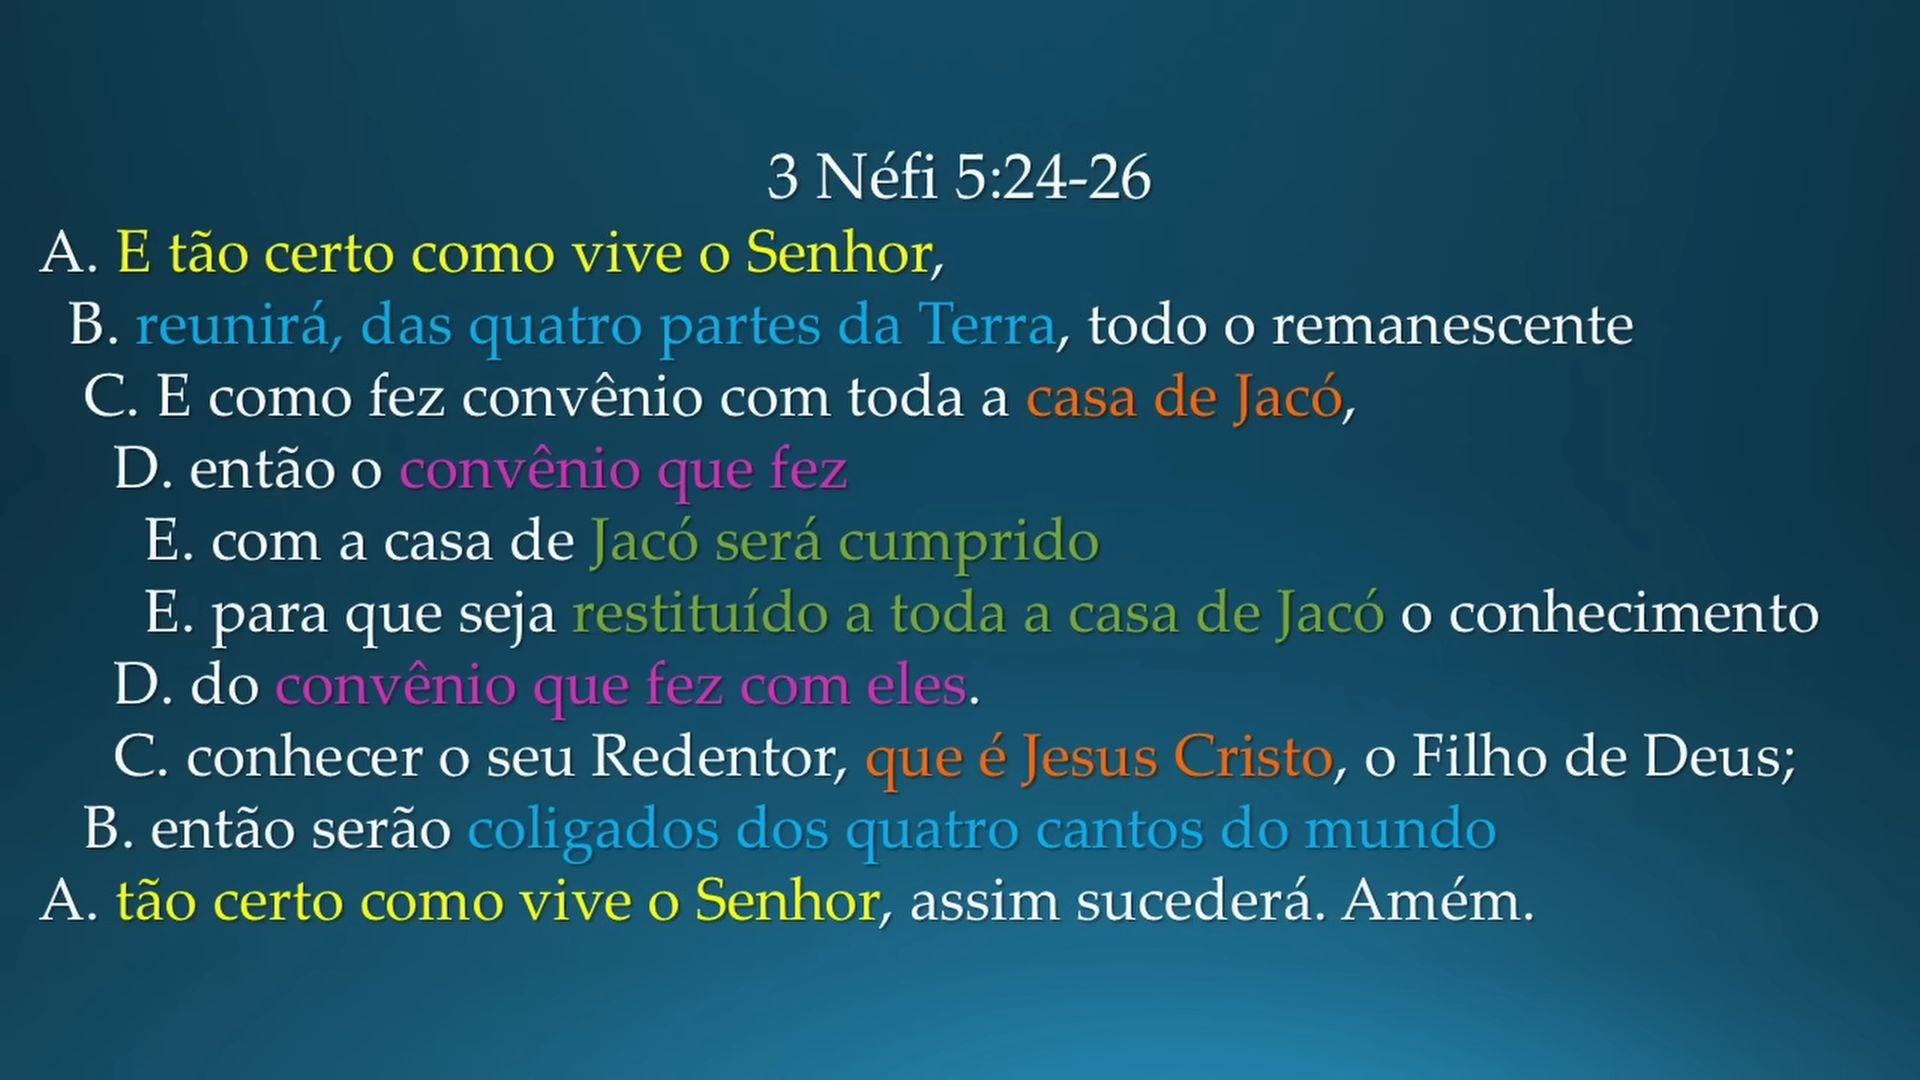 3 Néfi 5:24-26
A. E tão certo como vive o Senhor,
B. reunirá, das quatro partes da Terra, todo o remanescente
C. E como fez convênio com toda a casa de Jacó,
D. então o convênio que fez
E. com a casa de Jacó será cumprido
E. para que seja restituído a toda a casa de Jacó o conhecimento
D. do convênio que fez com eles.
C. conhecer o seu Redentor, que é Jesus Cristo, o Filho de Deus;
B. então serão coligados dos quatro cantos do mundo
A. tão certo como vive o Senhor, assim sucederá. Amém.